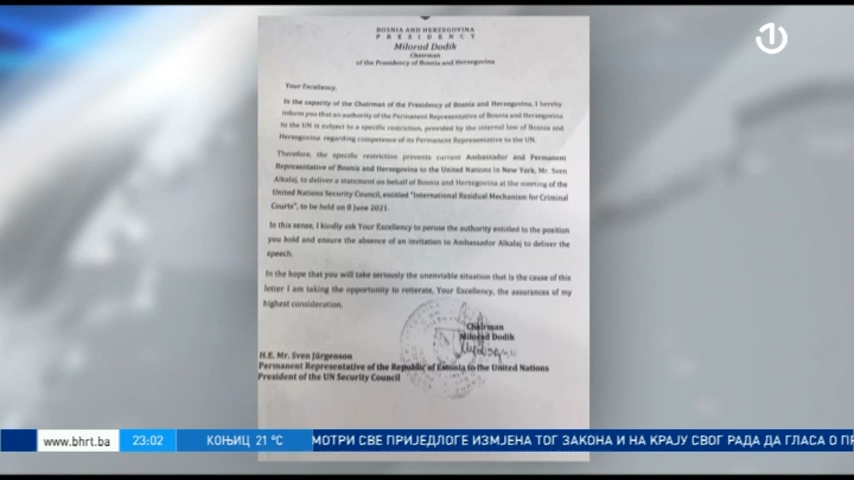 1
BOSNIA AND HERZEGOVINA
PRESIDENCY
Milorad Dodik
Chairman
of the Presidency of Bosnia and Herzegovina
Your Excellency,
In the capacity of the Chairman of the Presidency of Bosnia and Herzegovina, I hereby
inform you that an authority of the Permanent Representative of Bosnia and Herzegovina
to the UN is subject to a specific restriction, provided by the internal law of Bosnia and
Herzegovina regarding competence of its Permanent Representative to the UN.
Therefore, the specific restriction prevents current Ambassador and Permanent
Representative of Bosnia and Herzegovina to the United Nations in New York, Mr. Sven
Alkalaj, to deliver a statement on behalf of Bosnia and Herzegovina at the meeting of the
United Nations Security Council, entitled "International Residual Mechanism for Criminal
Courts", to be held on 8 June 2021.
In this sense, I kindly ask Your Excellency to peruse the authority entitled to the position
you hold and ensure the absence of an invitation to Ambassador Alkalaj to deliver the
speech.
In the hope that you will take seriously the unenviable situation that is the cause of this
letter I am taking the opportunity to reiterate, Your Excellency, the assurances of my
highest consideration.
Chairman
Milorad Dodik
H.E. Mr. Sven Jürgenson
Permanent Representative of the Republic of Estonia to the United Nations
President of the UN Security Council
www.bhrt.ba 23:02 КОЊИЦ 21°C МОТРИ СВЕ ПРИЈЕДЛОГЕ ИЗМЈЕНА ТОГ ЗАКОНА И НА КРАЈУ СВОГ РАДА ДА ГЛАСА О П